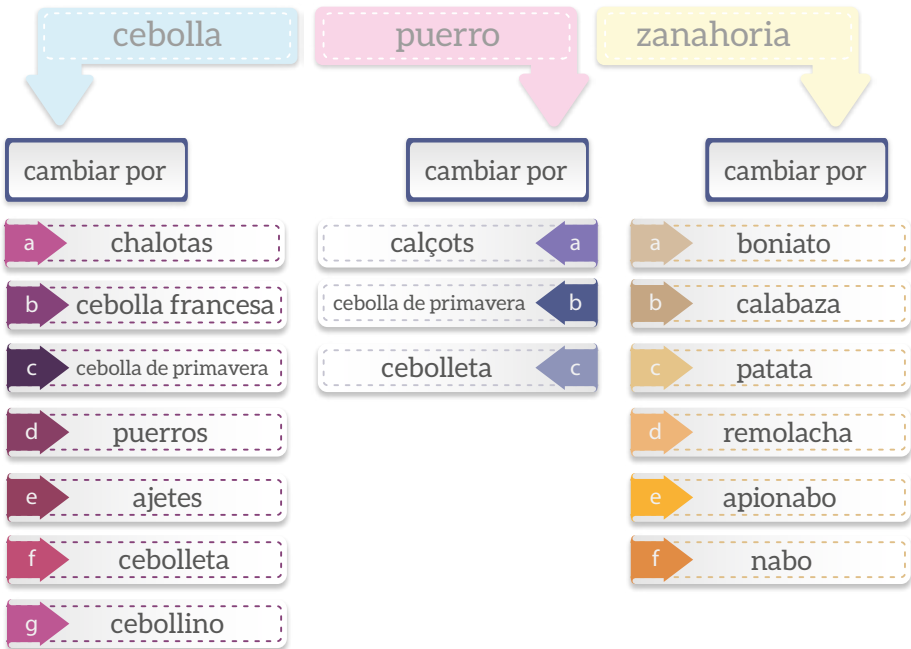 cebolla
cambiar por
a chalotas
b cebolla francesa
c cebolla de primavera
d puerros
e ajetes
f cebolleta
g cebollino
puerro
cambiar por
calçots a
cebolla de primavera b
cebolleta c
zanahoria
cambiar por
a boniato
b calabaza
c patata
d remolacha
e apionabo
f nabo